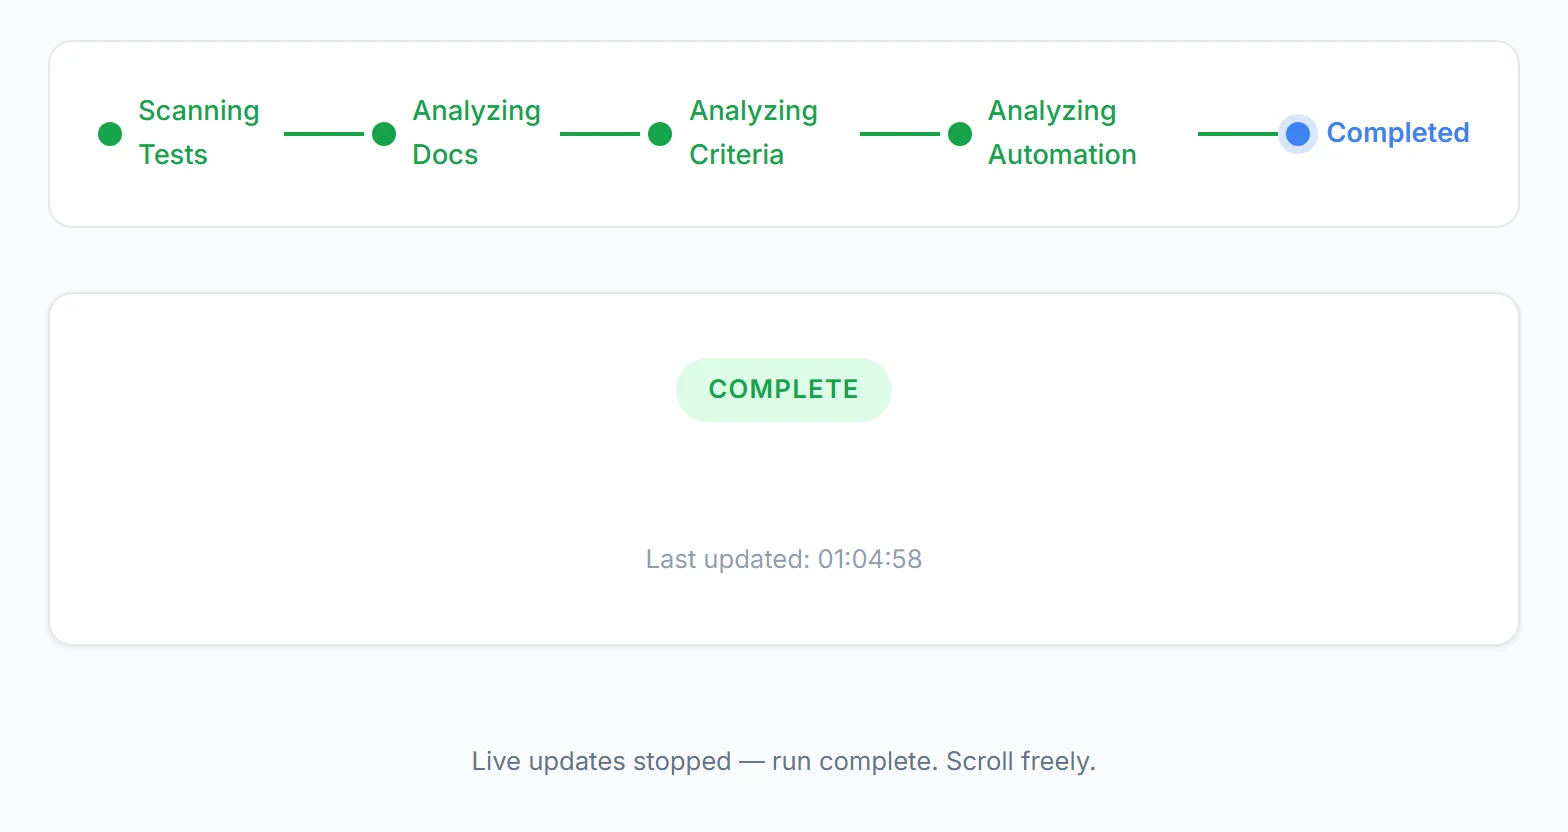 Scanning
Tests
Analyzing
Docs
Analyzing
Criteria
Analyzing
Automation
Completed
COMPLETE
Last updated: 01:04:58
Live updates stopped — run complete. Scroll freely.